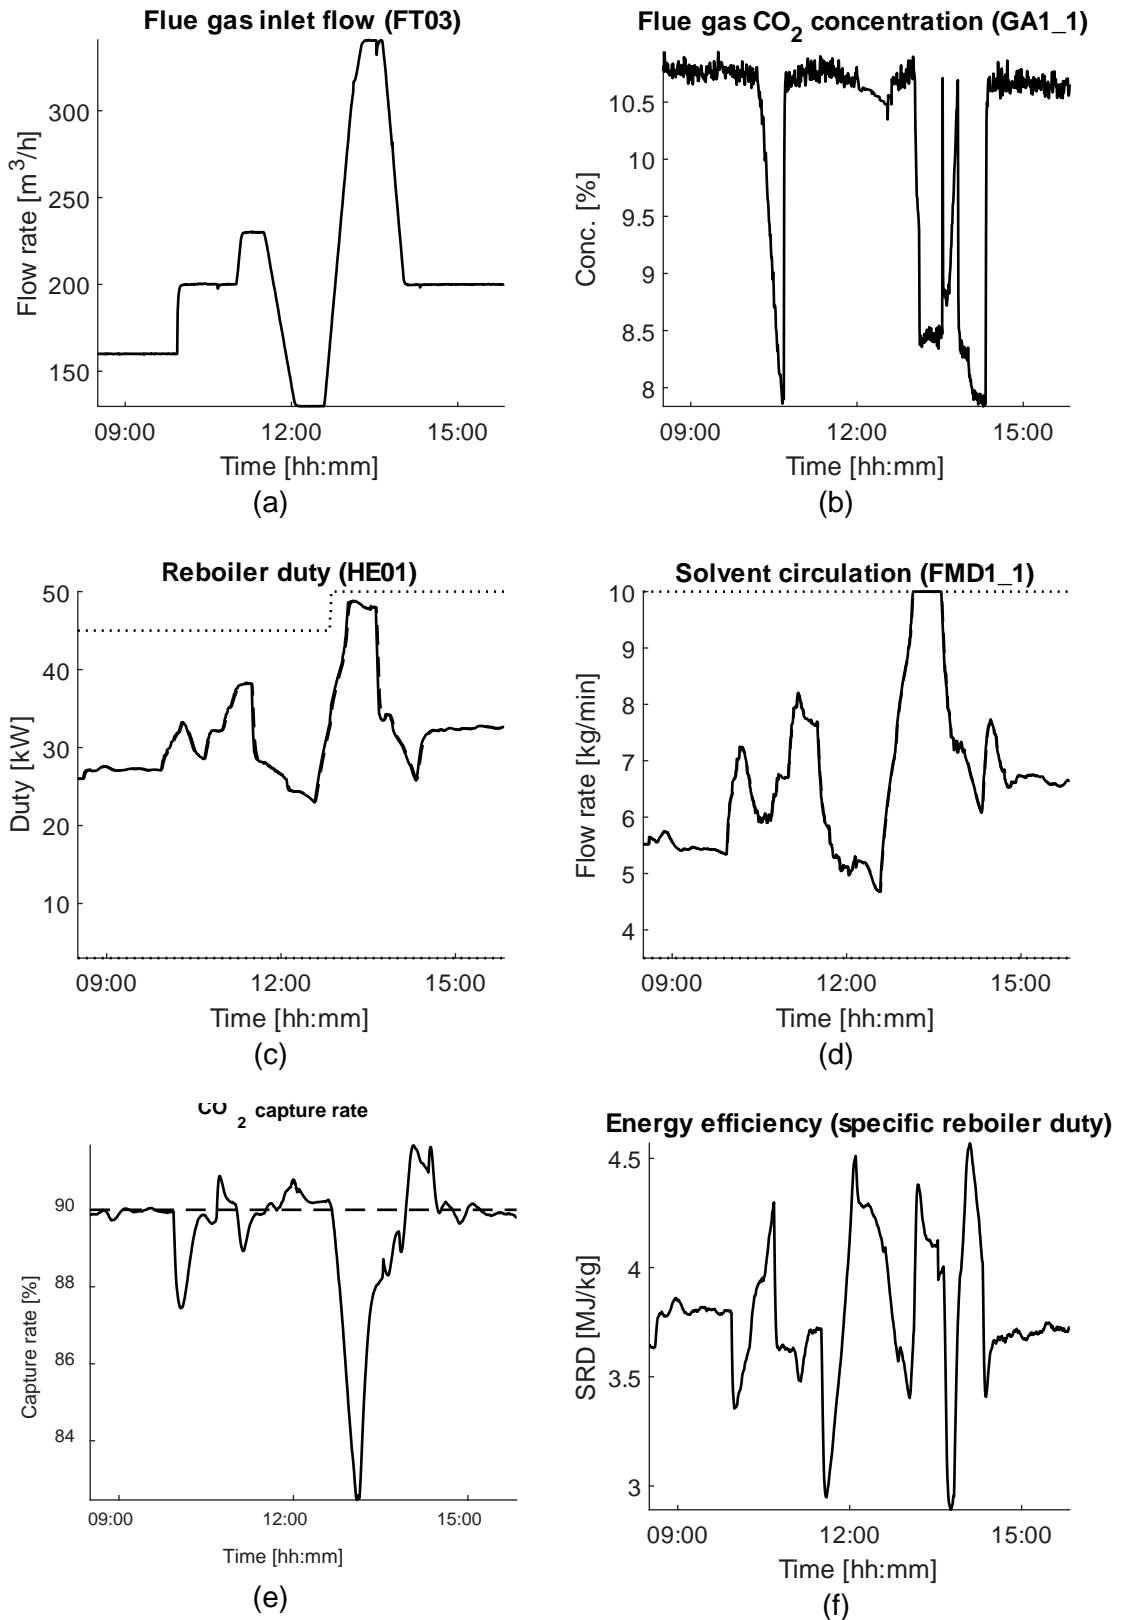 Flue gas inlet flow (FT03)
Flow rate [m³/h]
300
250
200
150
09:00 12:00 15:00
Time [hh:mm]
(a)
Flue gas CO₂ concentration (GA1_1)
Conc. [%]
10.5
10
9.5
9
8.5
8
09:00 12:00 15:00
Time [hh:mm]
(b)
Reboiler duty (HE01)
Duty [kW]
50
40
30
20
10
09:00 12:00 15:00
Time [hh:mm]
(c)
Solvent circulation (FMD1_1)
Flow rate [kg/min]
10
9
8
7
6
5
4
09:00 12:00 15:00
Time [hh:mm]
(d)
CO ₂ capture rate
Capture rate [%]
90
88
86
84
09:00 12:00 15:00
Time [hh:mm]
(e)
Energy efficiency (specific reboiler duty)
SRD [MJ/kg]
4.5
4
3.5
3
09:00 12:00 15:00
Time [hh:mm]
(f)